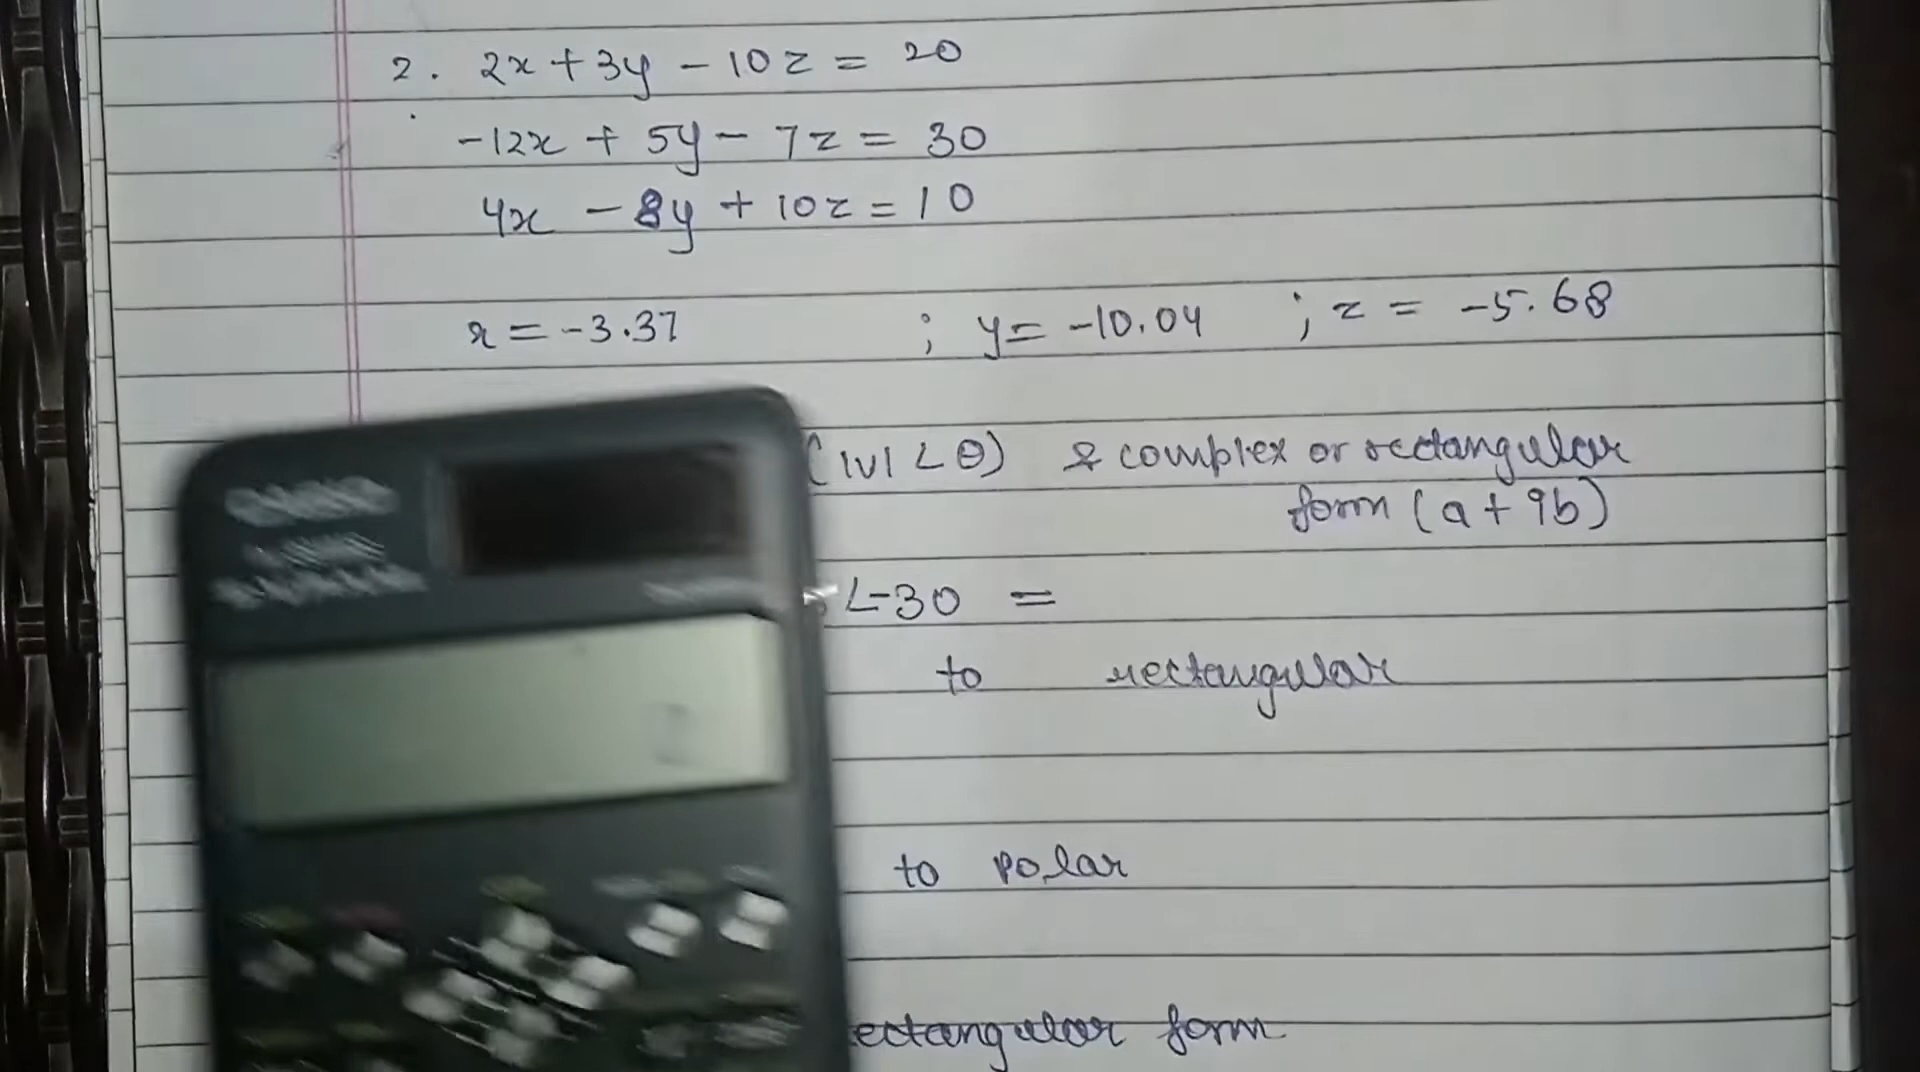 2. 2x + 3y - 10z = 20
-12x + 5y - 7z = 30
4x - 8y + 10z = 10
x = -3.37 ; y = -10.04 ; z = -5.68
(|v| ∠ θ) & complex or rectangular
form (a + ib)
∠-30 =
to rectangular
to polar
ectangular form